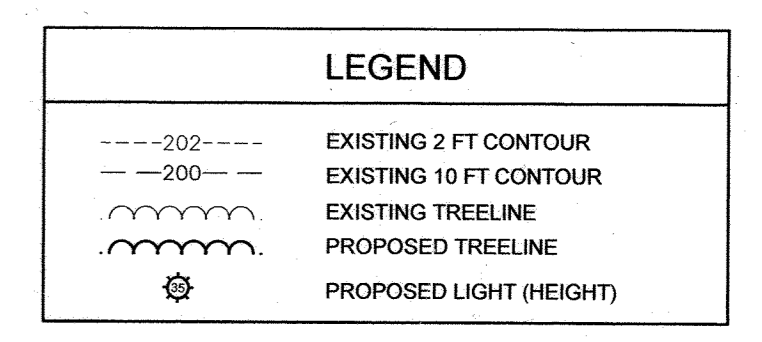 LEGEND
----202---- EXISTING 2 FT CONTOUR
— —200— — EXISTING 10 FT CONTOUR
EXISTING TREELINE
PROPOSED TREELINE
35 PROPOSED LIGHT (HEIGHT)